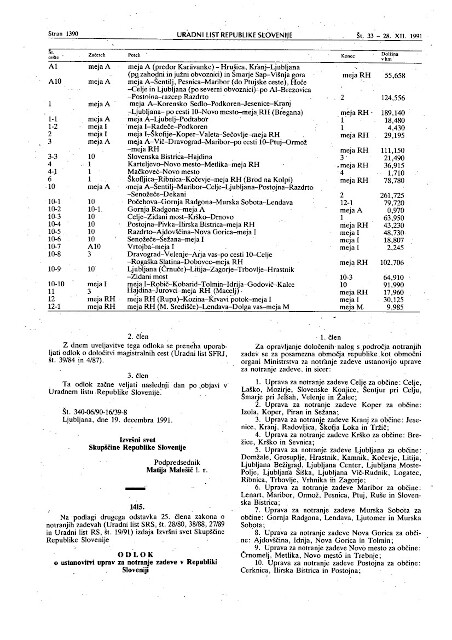 Stran 1390 URADNI LIST REPUBLIKE SLOVENIJE Št. 33 – 28. XII. 1991
Št. ceste Začetek Potek Konec Dolžina v km
A1 meja A meja A (predor Karavanke) – Hrušica, Kranj–Ljubljana
(pg zahodni in južni obvoznici) in Šmarje Sap–Višnja gora meja RH 55,658
A10 meja A meja A–Šentilj, Pesnica–Maribor (do Ptujske ceste), Hoče
–Celje in Ljubljana (po severni obvoznici)– po A1–Brezovica
–Postojna–razcep Razdrto 2 124,556
1 meja A meja A–Korensko Sedlo–Podkoren–Jesenice–Kranj
–Ljubljana– po cesti 10–Novo mesto–meja RH (Bregana) meja RH 189,140
1-1 meja A meja A–Ljubelj–Podtabor 1 18,480
1-2 meja I meja I–Rateče–Podkoren 1 4,430
2 meja I meja I–Škofije–Koper–Valeta–Sečovlje–meja RH meja RH 29,195
3 meja A meja A–Vič–Dravograd–Maribor–po cesti 10–Ptuj–Ormož
–meja RH meja RH 111,150
3-3 10 Slovenska Bistrica–Hajdina 3 21,490
4 1 Karteljevo–Novo mesto–Metlika–meja RH meja RH 36,915
4-1 1 Mačkovec–Novo mesto 4 1,710
5 1 Škofljica–Ribnica–Kočevje–meja RH (Brod na Kolpi) meja RH 78,780
10 meja A meja A–Šentilj–Maribor–Celje–Ljubljana–Postojna–Razdrto
–Senožeče–Dekani 2 261,725
10-1 10 Počehova–Gornja Radgona–Murska Sobota–Lendava 12-1 79,720
10-2 10-1 Gornja Radgona–meja A meja A 0,970
10-3 10 Celje–Zidani most–Krško–Drnovo 1 63,950
10-4 10 Postojna–Pivka–Ilirska Bistrica–meja RH meja RH 43,230
10-5 10 Razdrto–Ajdovščina–Nova Gorica–meja I meja I 48,730
10-6 10 Senožeče–Sežana–meja I meja I 18,807
10-7 A10 Vrtojba–meja I meja I 2,245
10-8 3 Dravograd–Velenje–Arja vas–po cesti 10–Celje
–Rogaška Slatina–Dobovec–meja RH meja RH 102,706
10-9 10 Ljubljana (Črnuče)–Litija–Zagorje–Trbovlje–Hrastnik
–Zidani most 10-3 64,910
10-10 meja I meja I–Robič–Kobarid–Tolmin–Idrija–Godovič–Kalce 10 91,990
11 3 Hajdina–Jurovci–meja RH (Macelj) meja RH 17,960
12 meja RH meja RH (Rupa)–Kozina–Krvavi potok–meja I meja I 30,125
12-1 meja RH meja RH (M. Središče)–Lendava–Dolga vas–meja M meja M 9,985
2. člen
Z dnem uveljavitve tega odloka se preneha uporab-
ljati odlok o določitvi magistralnih cest (Uradni list SFRJ,
št. 39/84 in 4/87).
3. člen
Ta odlok začne veljati naslednji dan po objavi v
Uradnem listu Republike Slovenije.
Št. 340-06/90-16/39-8
Ljubljana, dne 19. decembra 1991.
Izvršni svet
Skupščine Republike Slovenije
Podpredsednik
Matija Malešič l. r.
1415.
Na podlagi drugega odstavka 25. člena zakona o
notranjih zadevah (Uradni list SRS, št. 28/80, 38/88, 27/89
in Uradni list RS, št. 19/91) izdaja Izvršni svet Skupščine
Republike Slovenije
ODLOK
o ustanovitvi uprav za notranje zadeve v Republiki
Sloveniji
1. člen
Za opravljanje določenih nalog s področja notranjih
zadev se za posamezna območja republike kot območni
organi Ministrstva za notranje zadeve ustanovijo uprave
za notranje zadeve, in sicer:
1. Uprava za notranje zadeve Celje za občine: Celje,
Laško, Mozirje, Slovenske Konjice, Šentjur pri Celju,
Šmarje pri Jelšah, Velenje in Žalec;
2. Uprava za notranje zadeve Koper za občine:
Izola, Koper, Piran in Sežana;
3. Uprava za notranje zadeve Kranj za občine: Jese-
nice, Kranj, Radovljica, Škofja Loka in Tržič;
4. Uprava za notranje zadeve Krško za občine: Bre-
žice, Krško in Sevnica;
5. Uprava za notranje zadeve Ljubljana za občine:
Domžale, Grosuplje, Hrastnik, Kamnik, Kočevje, Litija,
Ljubljana Bežigrad, Ljubljana Center, Ljubljana Moste-
Polje, Ljubljana Šiška, Ljubljana Vič-Rudnik, Logatec,
Ribnica, Trbovlje, Vrhnika in Zagorje;
6. Uprava za notranje zadeve Maribor za občine:
Lenart, Maribor, Ormož, Pesnica, Ptuj, Ruše in Sloven-
ska Bistrica;
7. Uprava za notranje zadeve Murska Sobota za
občine: Gornja Radgona, Lendava, Ljutomer in Murska
Sobota;
8. Uprava za notranje zadeve Nova Gorica za obči-
ne: Ajdovščina, Idrija, Nova Gorica in Tolmin;
9. Uprava za notranje zadeve Novo mesto za občine:
Črnomelj, Metlika, Novo mesto in Trebnje;
10. Uprava za notranje zadeve Postojna za občine:
Cerknica, Ilirska Bistrica in Postojna;